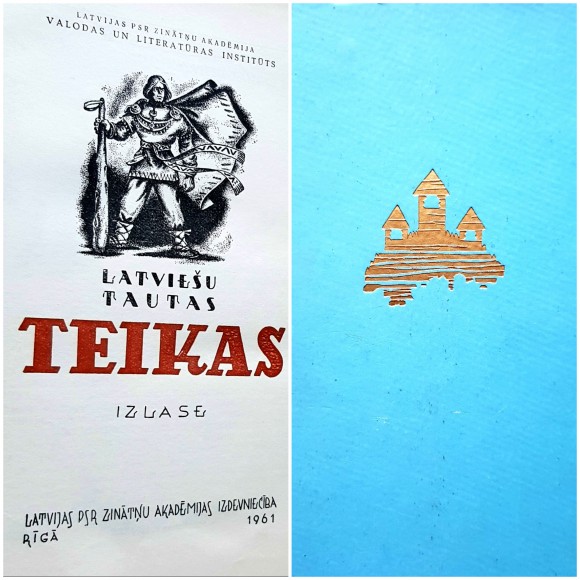 LATVIJAS PSR ZINĀTŅU AKADĒMIJA
VALODAS UN LITERATŪRAS INSTITŪTS
LATVIEŠU
TAUTAS
TEIKAS
IZLASE
LATVIJAS PSR ZINĀTŅU AKADĒMIJAS IZDEVNIECĪBA
RĪGĀ 1961